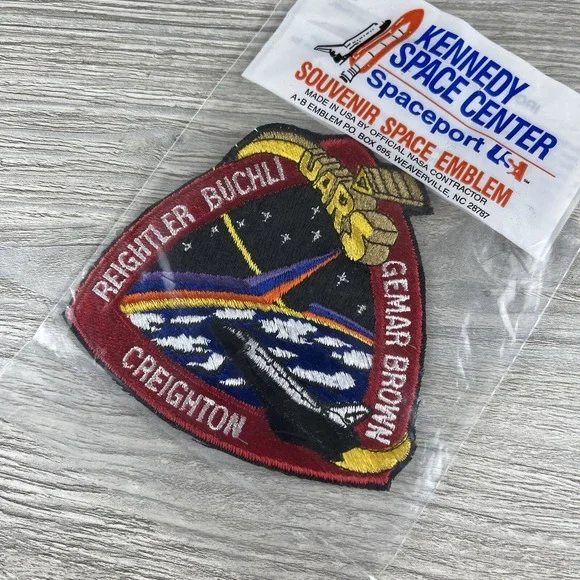 KENNEDY
SPACE CENTER
Spaceport USA
SOUVENIR SPACE EMBLEM
MADE IN USA BY OFFICIAL NASA CONTRACTOR
A-B EMBLEM P.O. BOX 695, WEAVERVILLE, NC 28787
UARS
REIGHTLER BUCHLI
GEMAR BROWN
CREIGHTON